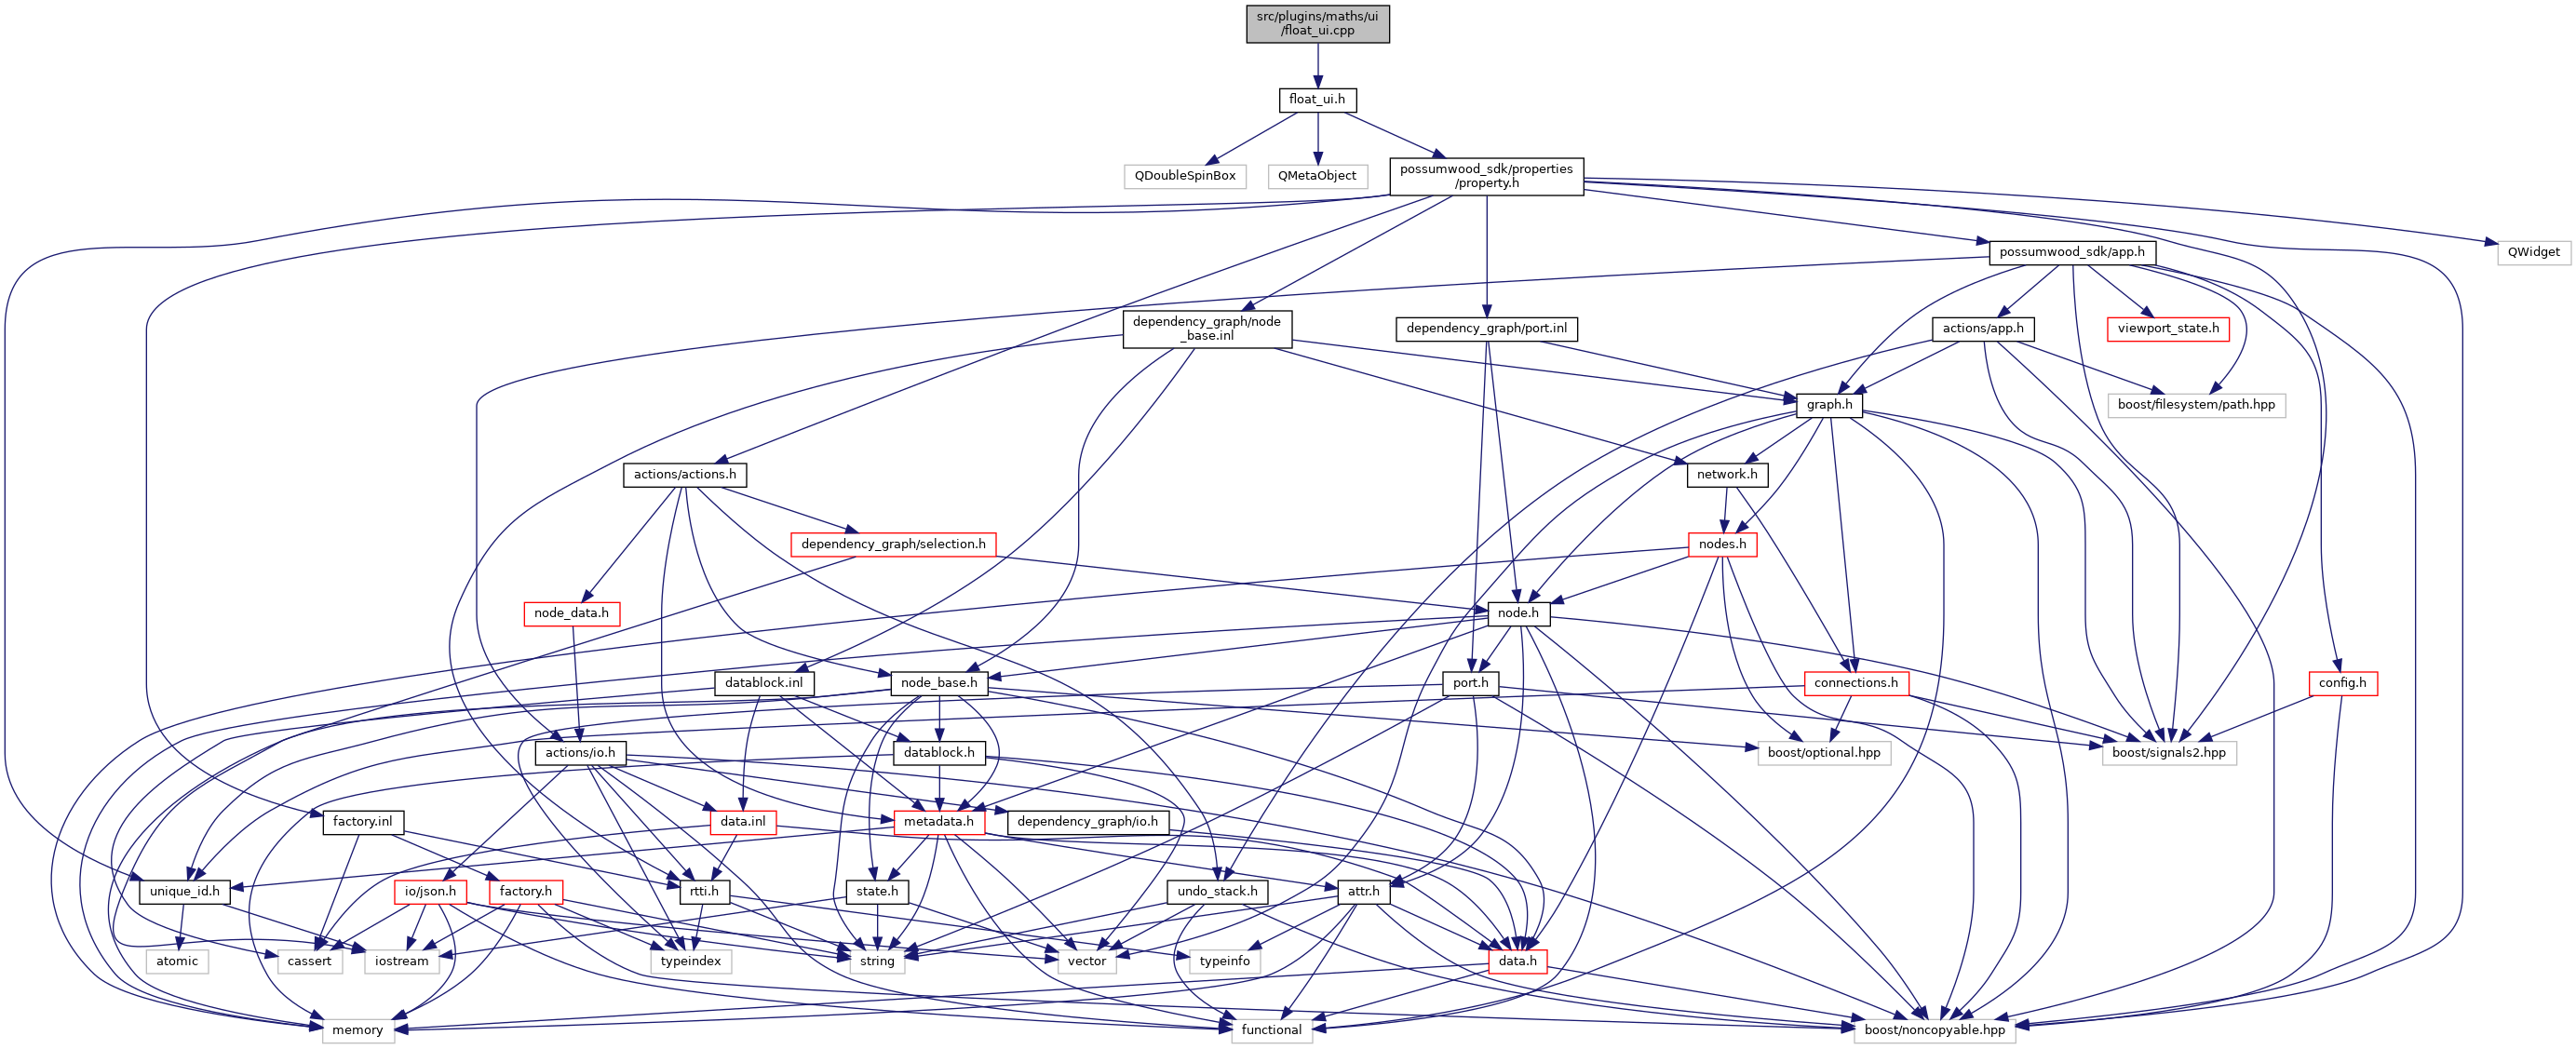 src/plugins/maths/ui
/float_ui.cpp
float_ui.h
QDoubleSpinBox
QMetaObject
possumwood_sdk/properties
/property.h
possumwood_sdk/app.h
QWidget
dependency_graph/node
_base.inl
dependency_graph/port.inl
actions/app.h
viewport_state.h
graph.h
boost/filesystem/path.hpp
actions/actions.h
network.h
dependency_graph/selection.h
nodes.h
node_data.h
node.h
datablock.inl
node_base.h
port.h
connections.h
config.h
actions/io.h
datablock.h
boost/optional.hpp
boost/signals2.hpp
factory.inl
data.inl
metadata.h
dependency_graph/io.h
unique_id.h
io/json.h
factory.h
rtti.h
state.h
undo_stack.h
attr.h
atomic
cassert
iostream
typeindex
string
vector
typeinfo
data.h
memory
functional
boost/noncopyable.hpp